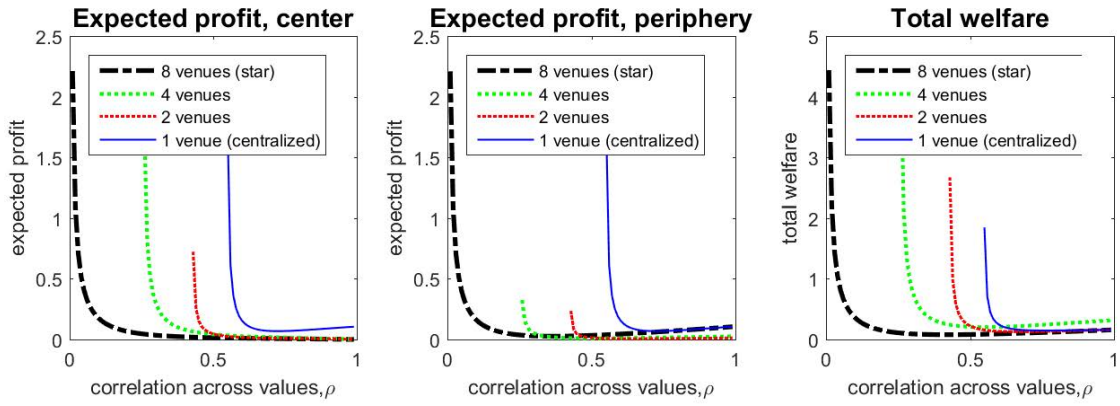 Expected profit, center
expected profit
2.5
2
1.5
1
0.5
0
8 venues (star)
4 venues
2 venues
1 venue (centralized)
0
0.5
1
correlation across values,ρ
Expected profit, periphery
expected profit
2.5
2
1.5
1
0.5
0
8 venues (star)
4 venues
2 venues
1 venue (centralized)
0
0.5
1
correlation across values,ρ
Total welfare
total welfare
5
4
3
2
1
0
8 venues (star)
4 venues
2 venues
1 venue (centralized)
0
0.5
1
correlation across values,ρ